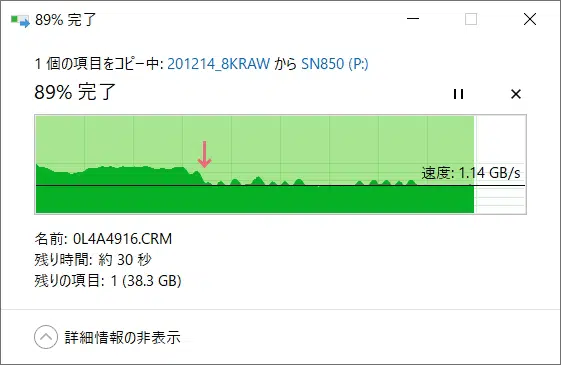 89% 完了
1 個の項目をコピー中: 201214_8KRAW から SN850 (P:)
89% 完了
速度: 1.14 GB/s
名前: 0L4A4916.CRM
残り時間: 約 30 秒
残りの項目: 1 (38.3 GB)
詳細情報の非表示